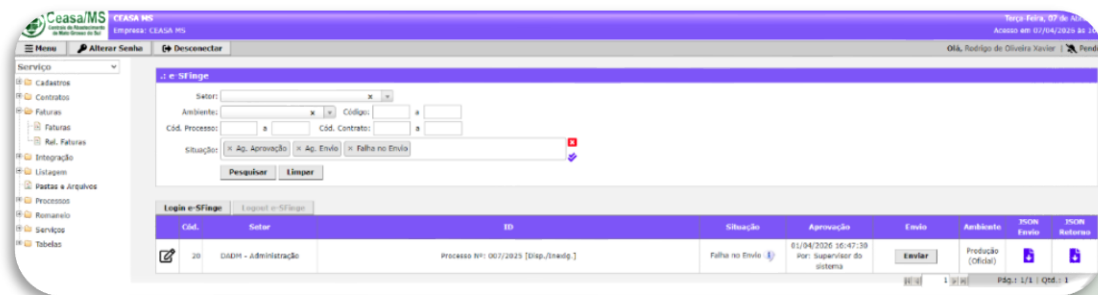 Ceasa/MS
Centrais de Abastecimento
de Mato Grosso do Sul
CEASA MS
Empresa: CEASA MS
Terça-Feira, 07 de
Acesso em 07/04/2026 às
Menu Alterar Senha Desconectar
Olá, Rodrigo de Oliveira Xavier | Pend
Serviço
Cadastros
Contratos
Faturas
Faturas
Rel. Faturas
Integração
Listagem
Pastas e Arquivos
Processos
Romaneio
Serviços
Tabelas
.: e-Sfinge
Setor: x
Ambiente: x Código: a
Cód. Processo: a Cód. Contrato: a
Situação: × Ag. Aprovação × Ag. Envio × Falha no Envio
Pesquisar Limpar
Login e-SFinge Logout e-SFinge
Cód. Setor ID Situação Aprovação Envio Ambiente JSON Envio JSON Retorno
20 DADM - Administração Processo Nº: 007/2025 [Disp./Inexig.] Falha no Envio 01/04/2026 16:47:30 Por: Supervisor do sistema Enviar Produção (Oficial)
1 Pág.: 1/1 | Qtd.: 1